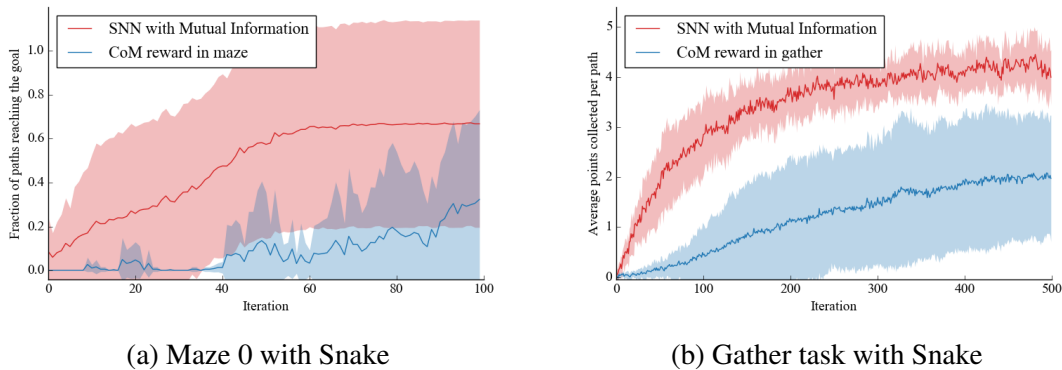 SNN with Mutual Information
CoM reward in maze
Fraction of paths reaching the goal
1.0
0.8
0.6
0.4
0.2
0.0
0
20
40
60
80
100
Iteration
(a) Maze 0 with Snake
SNN with Mutual Information
CoM reward in gather
Average points collected per path
5
4
3
2
1
0
0
100
200
300
400
500
Iteration
(b) Gather task with Snake